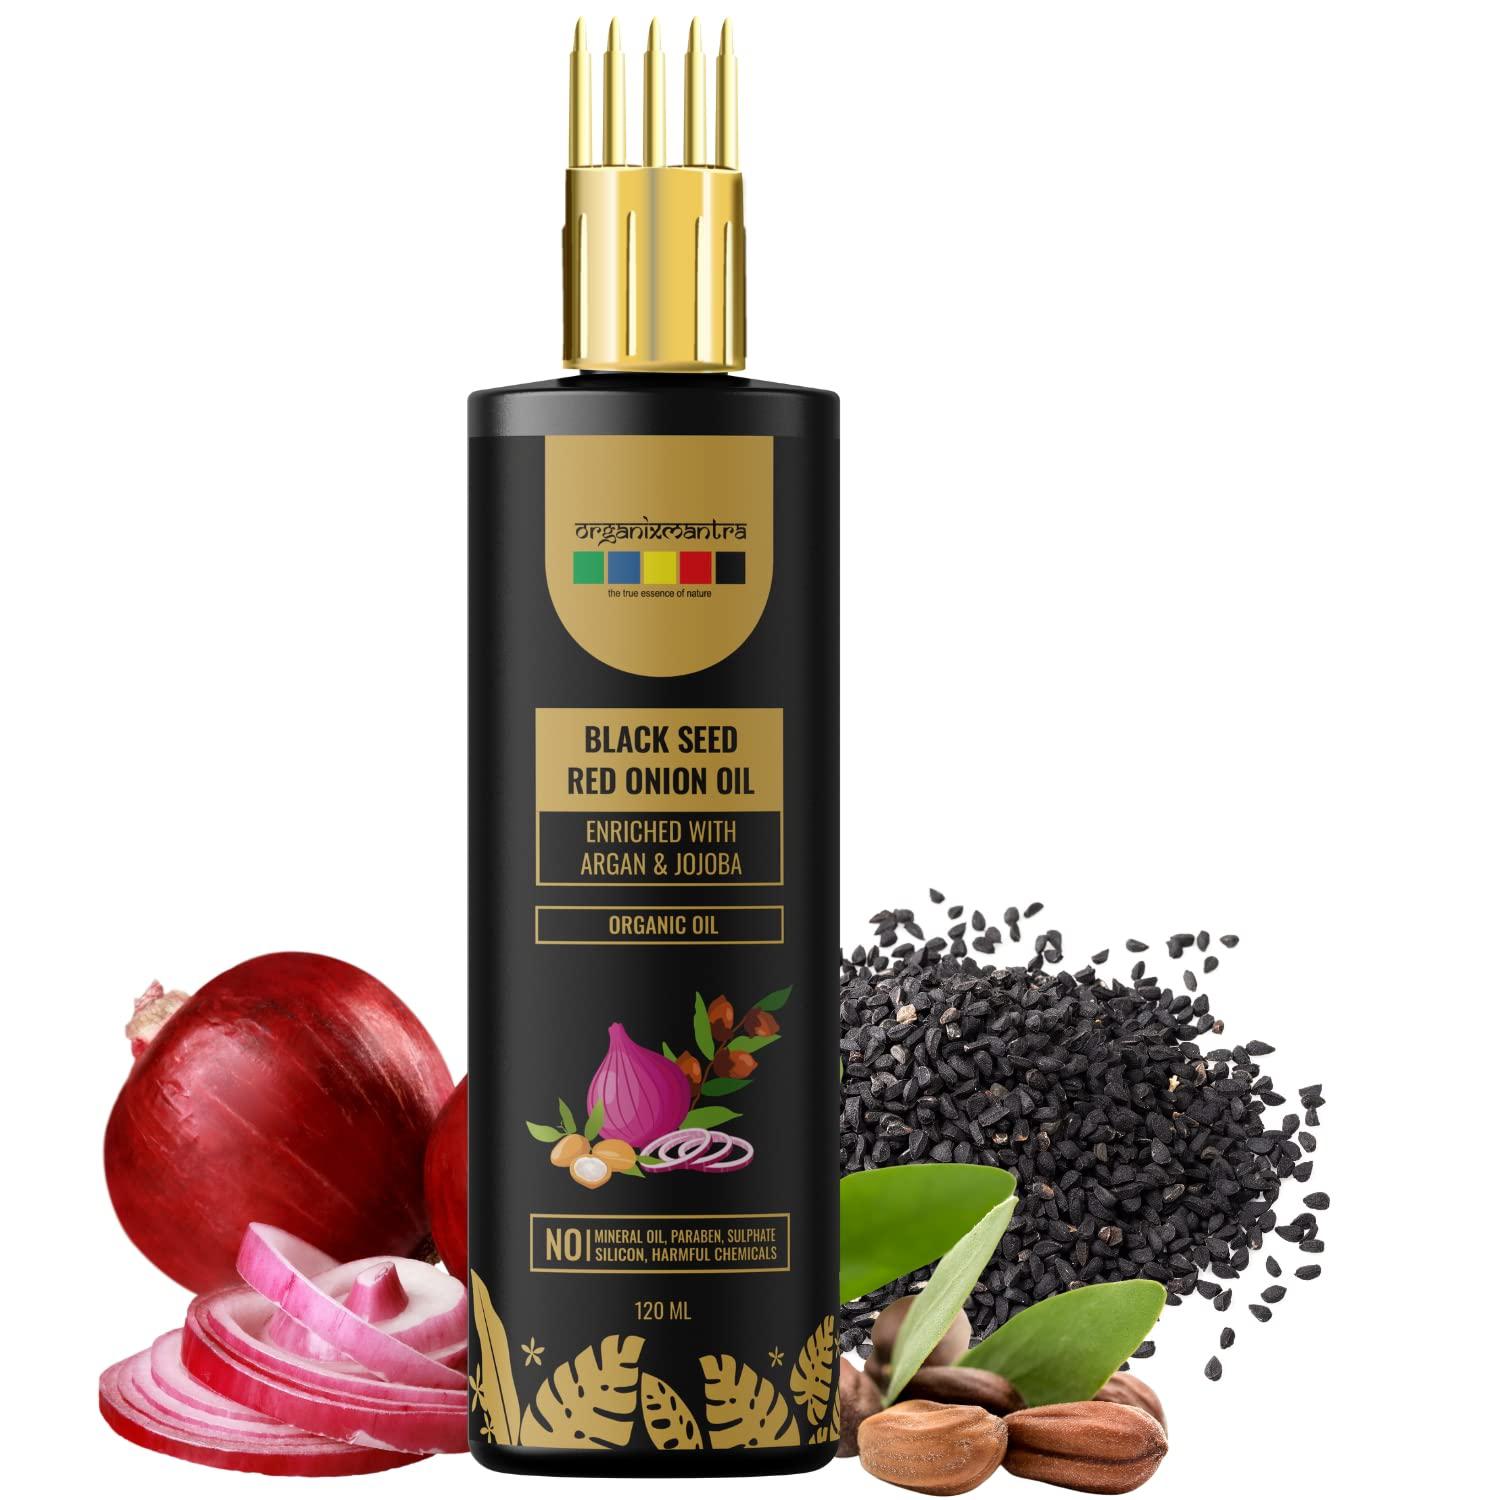 organixmantra
the true essence of nature
BLACK SEED
RED ONION OIL
ENRICHED WITH
ARGAN & JOJOBA
ORGANIC OIL
NO
MINERAL OIL, PARABEN, SULPHATE
SILICON, HARMFUL CHEMICALS
120 ML